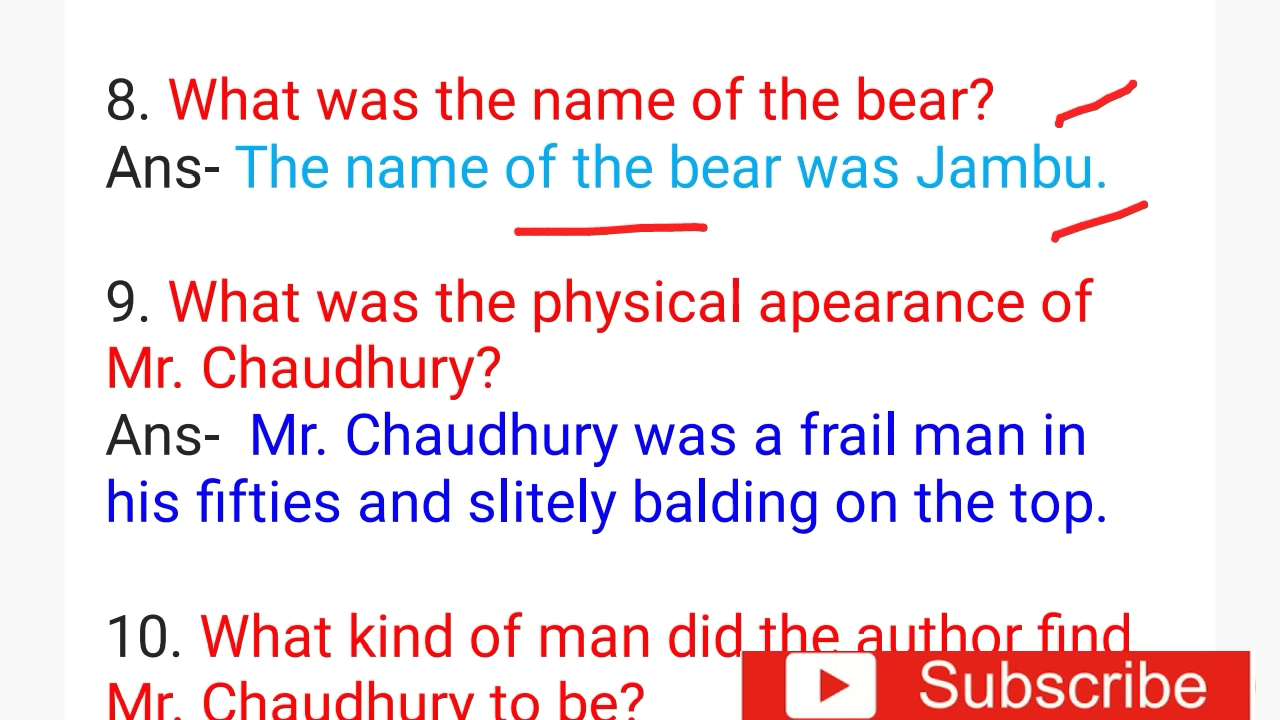 8. What was the name of the bear?
Ans- The name of the bear was Jambu.
9. What was the physical apearance of
Mr. Chaudhury?
Ans- Mr. Chaudhury was a frail man in
his fifties and slitely balding on the top.
10. What kind of man did the author find
Mr. Chaudhury to be?
Subscribe